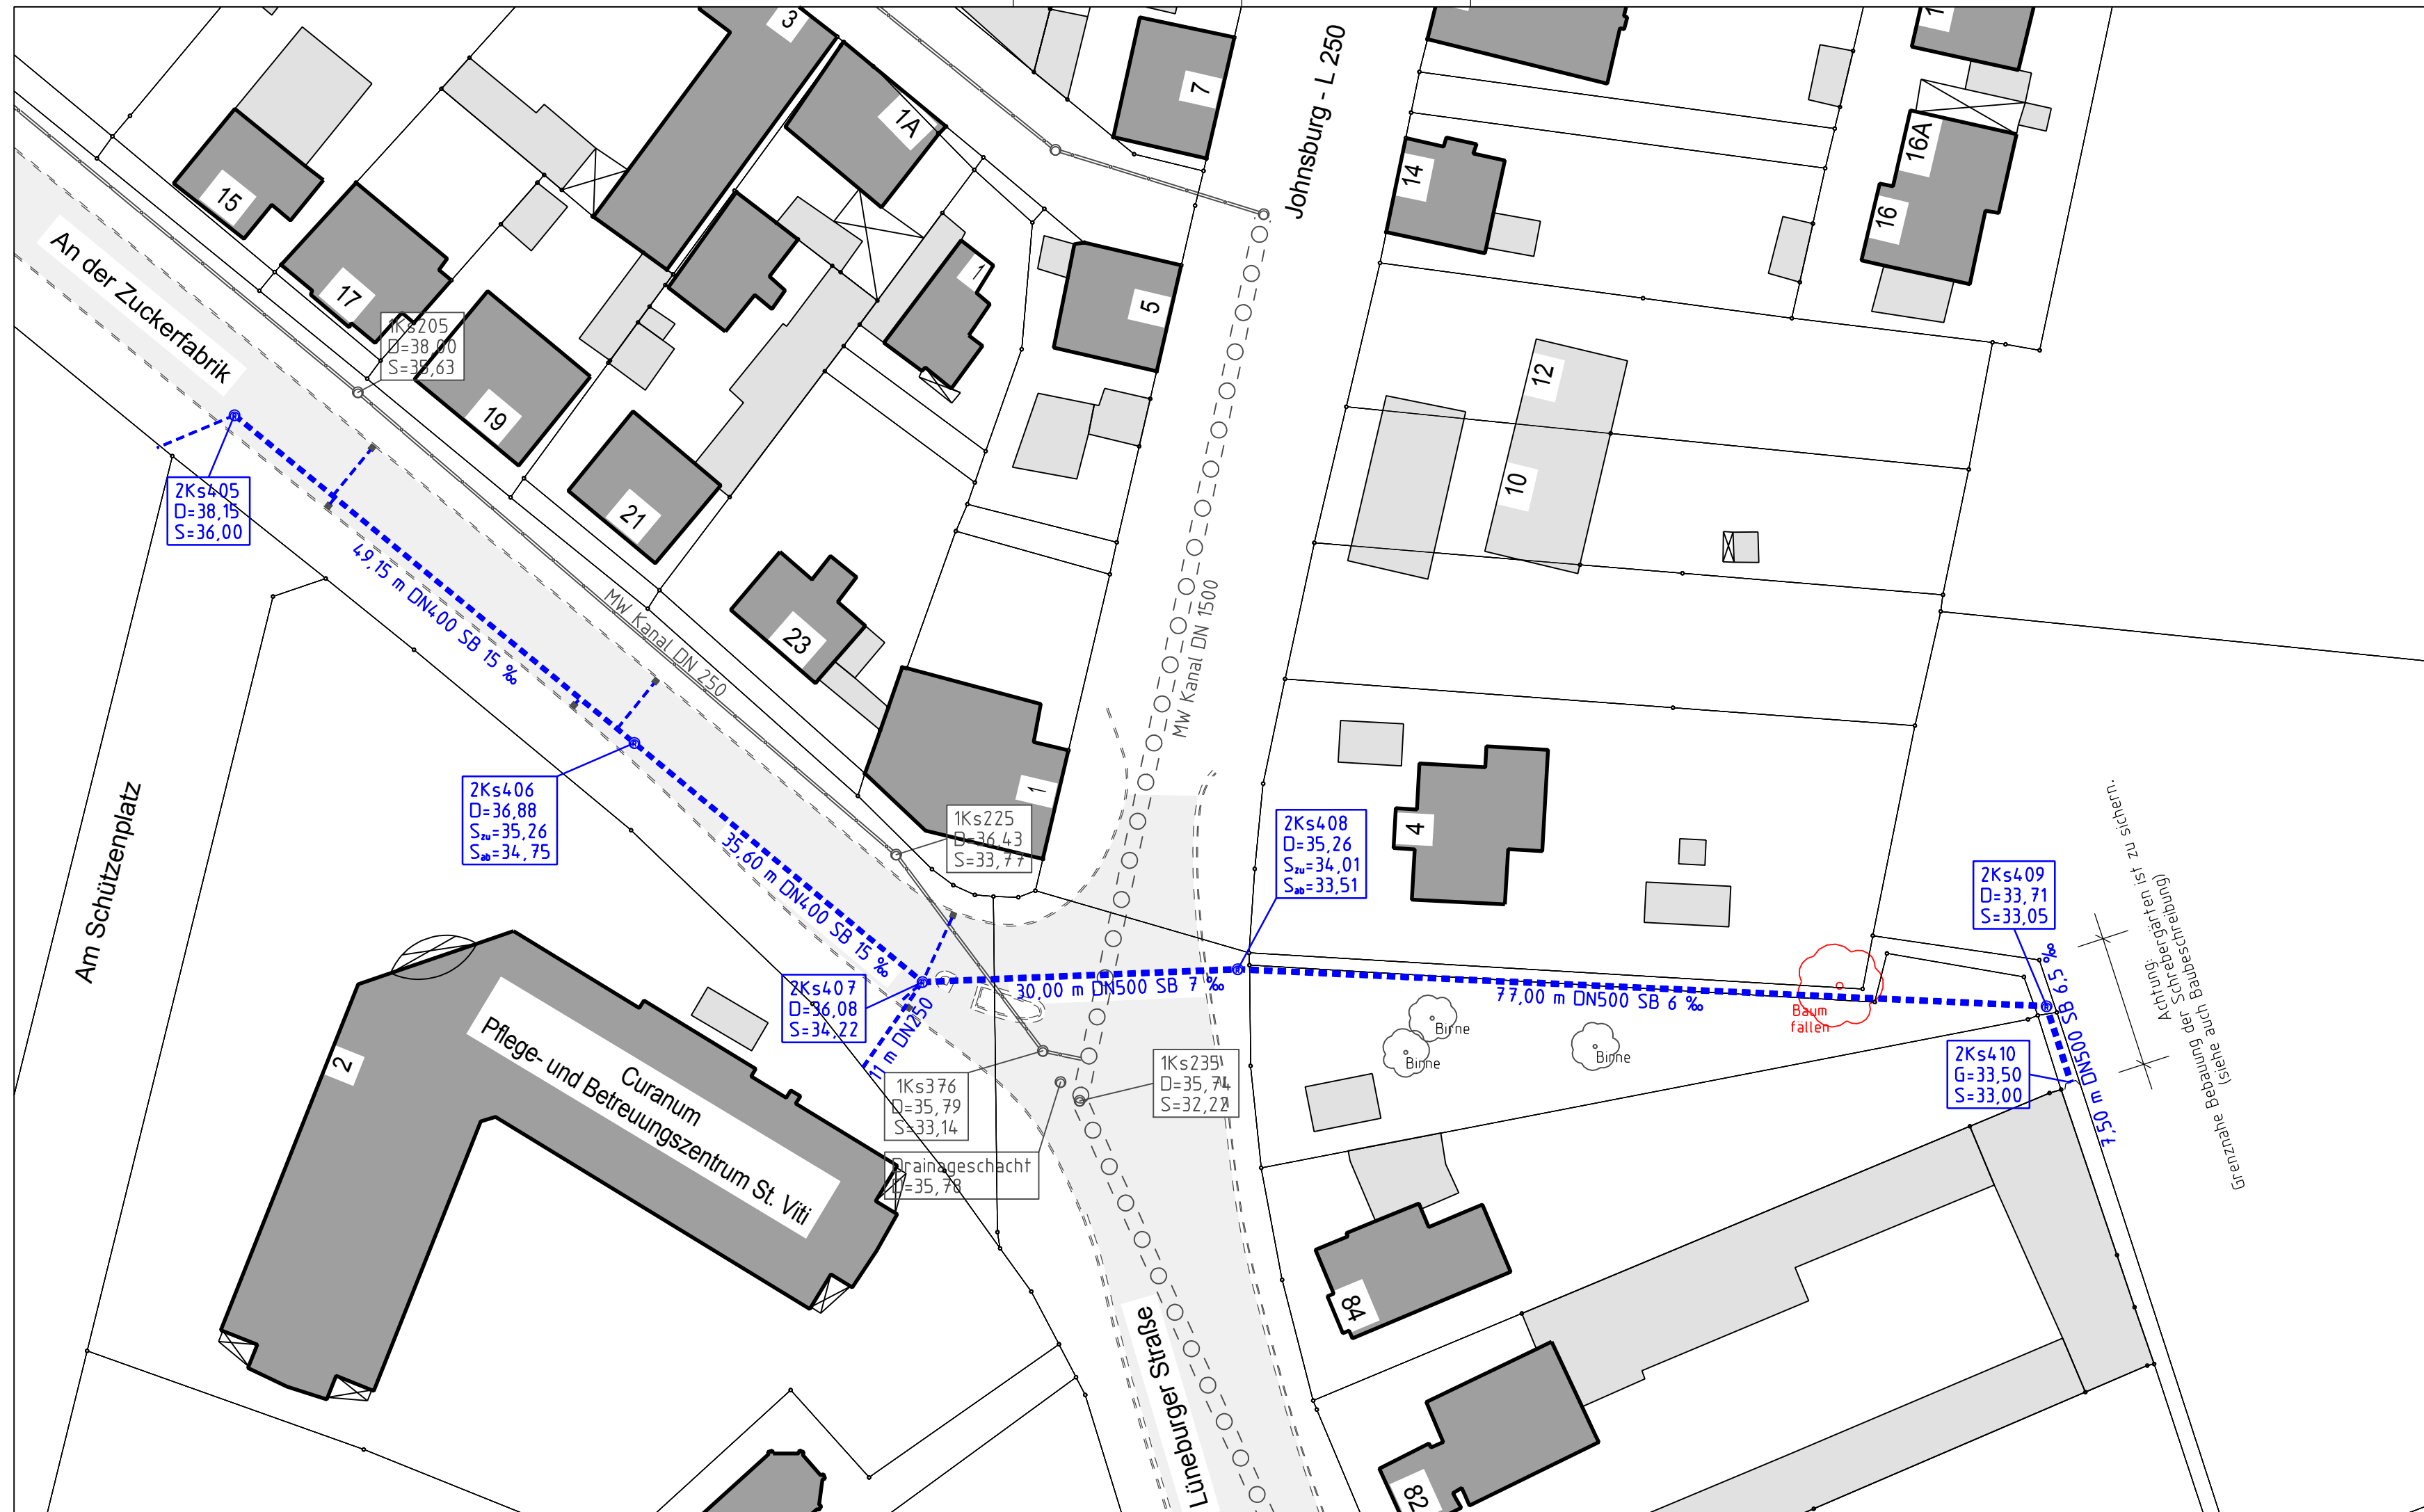 3
1A
7
Johnsburg - L 250
14
16A
16
15
17
An der Zuckerfabrik
1
5
1Ks205
D=38,00
S=35,63
19
12
10
21
2Ks405
D=38,15
S=36,00
49,15 m DN400 SB 15 ‰
MW Kanal DN 250
23
MW Kanal DN 1500
2Ks406
D=36,88
Szu=35,26
Sab=34,75
1
1Ks225
D=36,43
S=33,77
35,60 m DN400 SB 15 ‰
2Ks408
D=35,26
Szu=34,01
Sab=33,51
4
Am Schützenplatz
2Ks409
D=33,71
S=33,05
Achtung:
Grenznahe Bebauung der Schrebergärten ist zu sichern.
(siehe auch Baubeschreibung)
2Ks407
D=36,08
S=34,22
11 m DN250
30,00 m DN500 SB 7 ‰
77,00 m DN500 SB 6 ‰
Baum
fällen
Birne
Birne
Birne
7,50 m DN500 SB 6,5 ‰
2Ks410
G=33,50
S=33,00
2
Curanum
Pflege- und Betreuungszentrum St. Viti
1Ks376
D=35,79
S=33,14
1Ks235
D=35,74
S=32,22
Drainageschacht
D=35,78
84
Lüneburger Straße
82